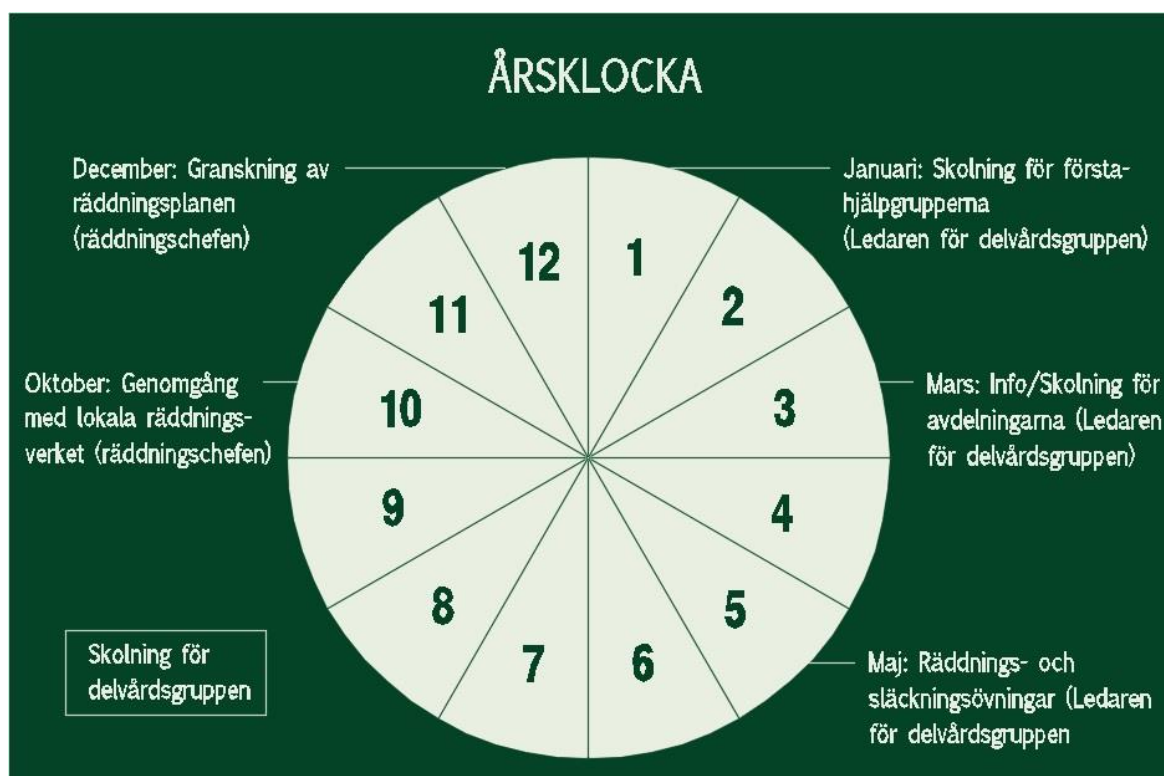 ÅRSKLOCKA
December: Granskning av
räddningsplanen
(räddningschefen)
Januari: Skolning för första-
hjälpgrupperna
(Ledaren för delvårdsgruppen)
12
1
11
2
Oktober: Genomgång
med lokala räddnings-
verket (räddningschefen)
10
3
Mars: Info/Skolning för
avdelningarna (Ledaren
för delvårdsgruppen)
9
4
8
5
7
6
Skolning för
delvårdsgruppen
Maj: Räddnings- och
släckningsövningar (Ledaren
för delvårdsgruppen